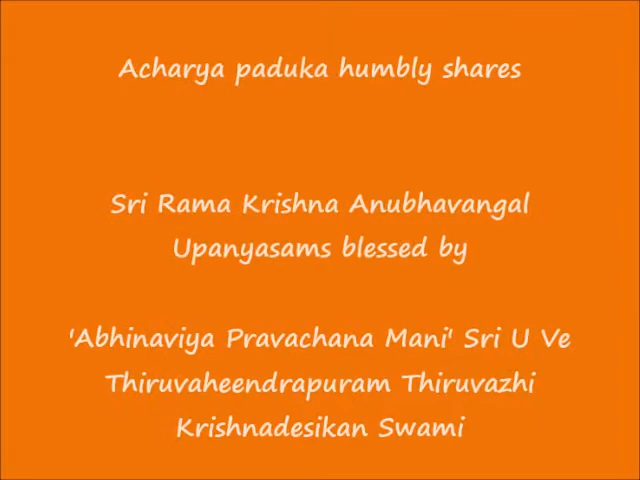 Acharya paduka humbly shares
Sri Rama Krishna Anubhavangal
Upanyasams blessed by
'Abhinaviya Pravachana Mani' Sri U Ve
Thiruvaheendrapuram Thiruvazhi
Krishnadesikan Swami